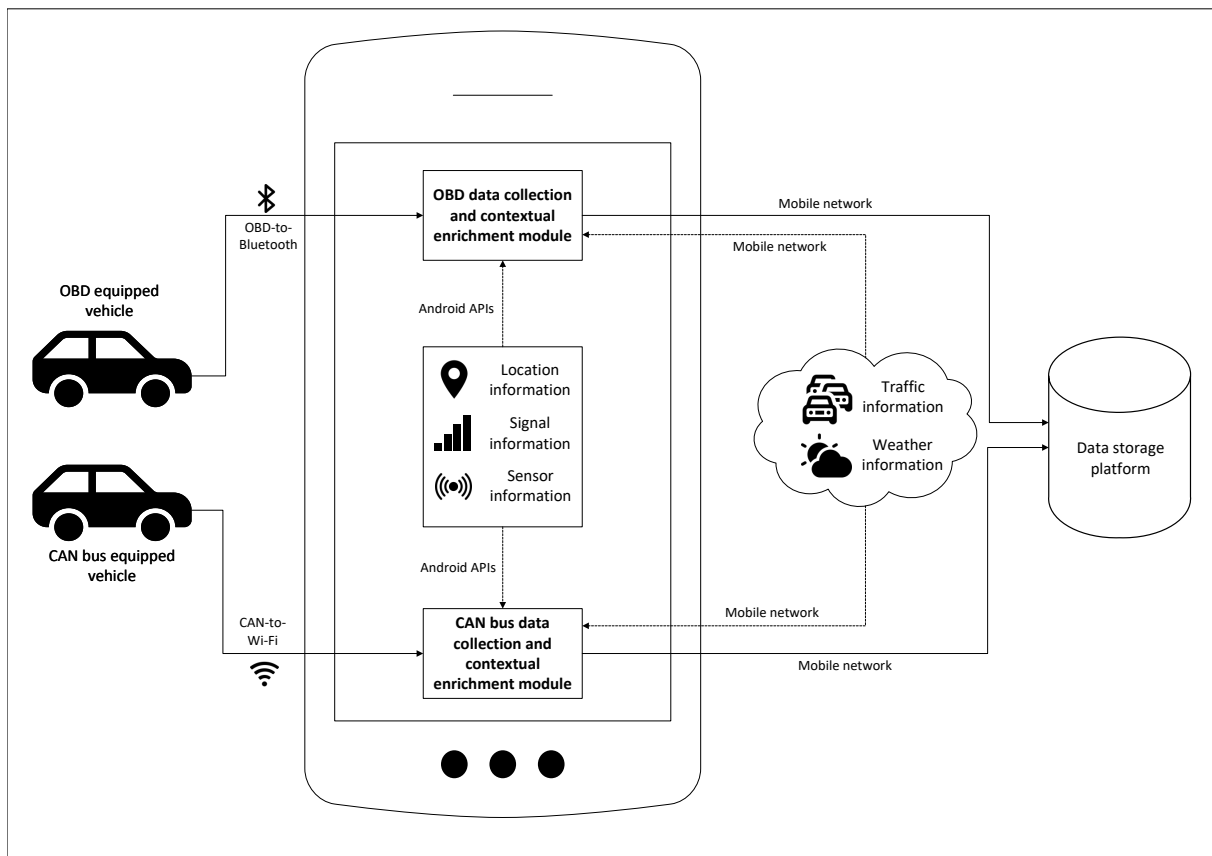 OBD data collection
and contextual
enrichment module
Mobile network
OBD-to-
Bluetooth
Mobile network
OBD equipped
vehicle
Android APIs
Location
information
Signal
information
Sensor
information
Traffic
information
Weather
information
Data storage
platform
CAN bus equipped
vehicle
Android APIs
CAN-to-
Wi-Fi
Mobile network
CAN bus data
collection and
contextual
enrichment module
Mobile network